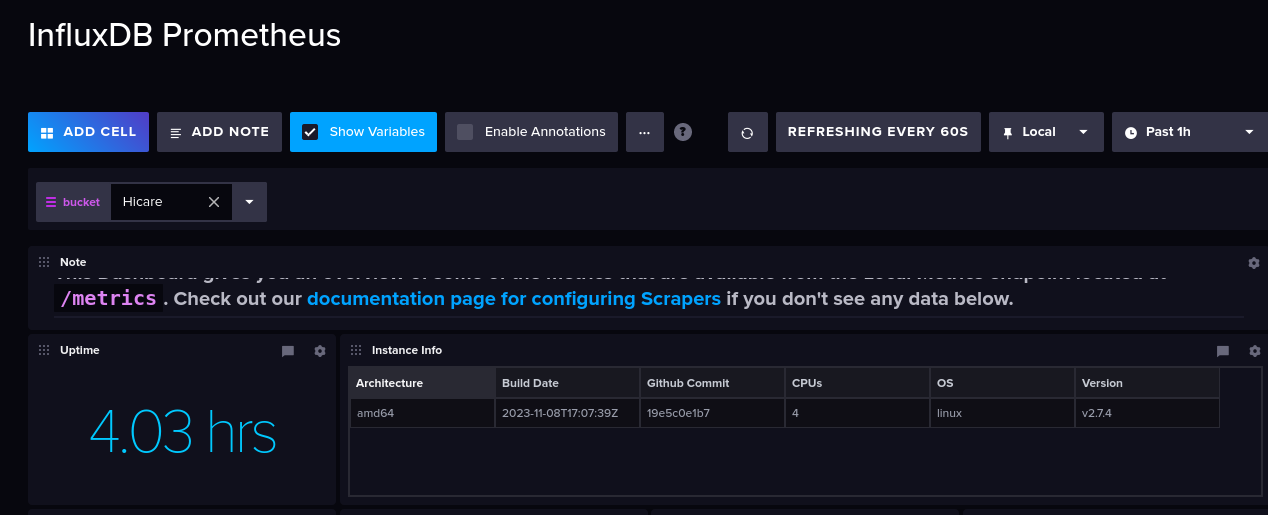 InfluxDB Prometheus
ADD CELL ADD NOTE Show Variables Enable Annotations ... ? REFRESHING EVERY 60S Local Past 1h
bucket Hicare
Note
/metrics . Check out our documentation page for configuring Scrapers if you don't see any data below.
Uptime Instance Info
Architecture Build Date Github Commit CPUs OS Version
amd64 2023-11-08T17:07:39Z 19e5c0e1b7 4 linux v2.7.4
4.03 hrs